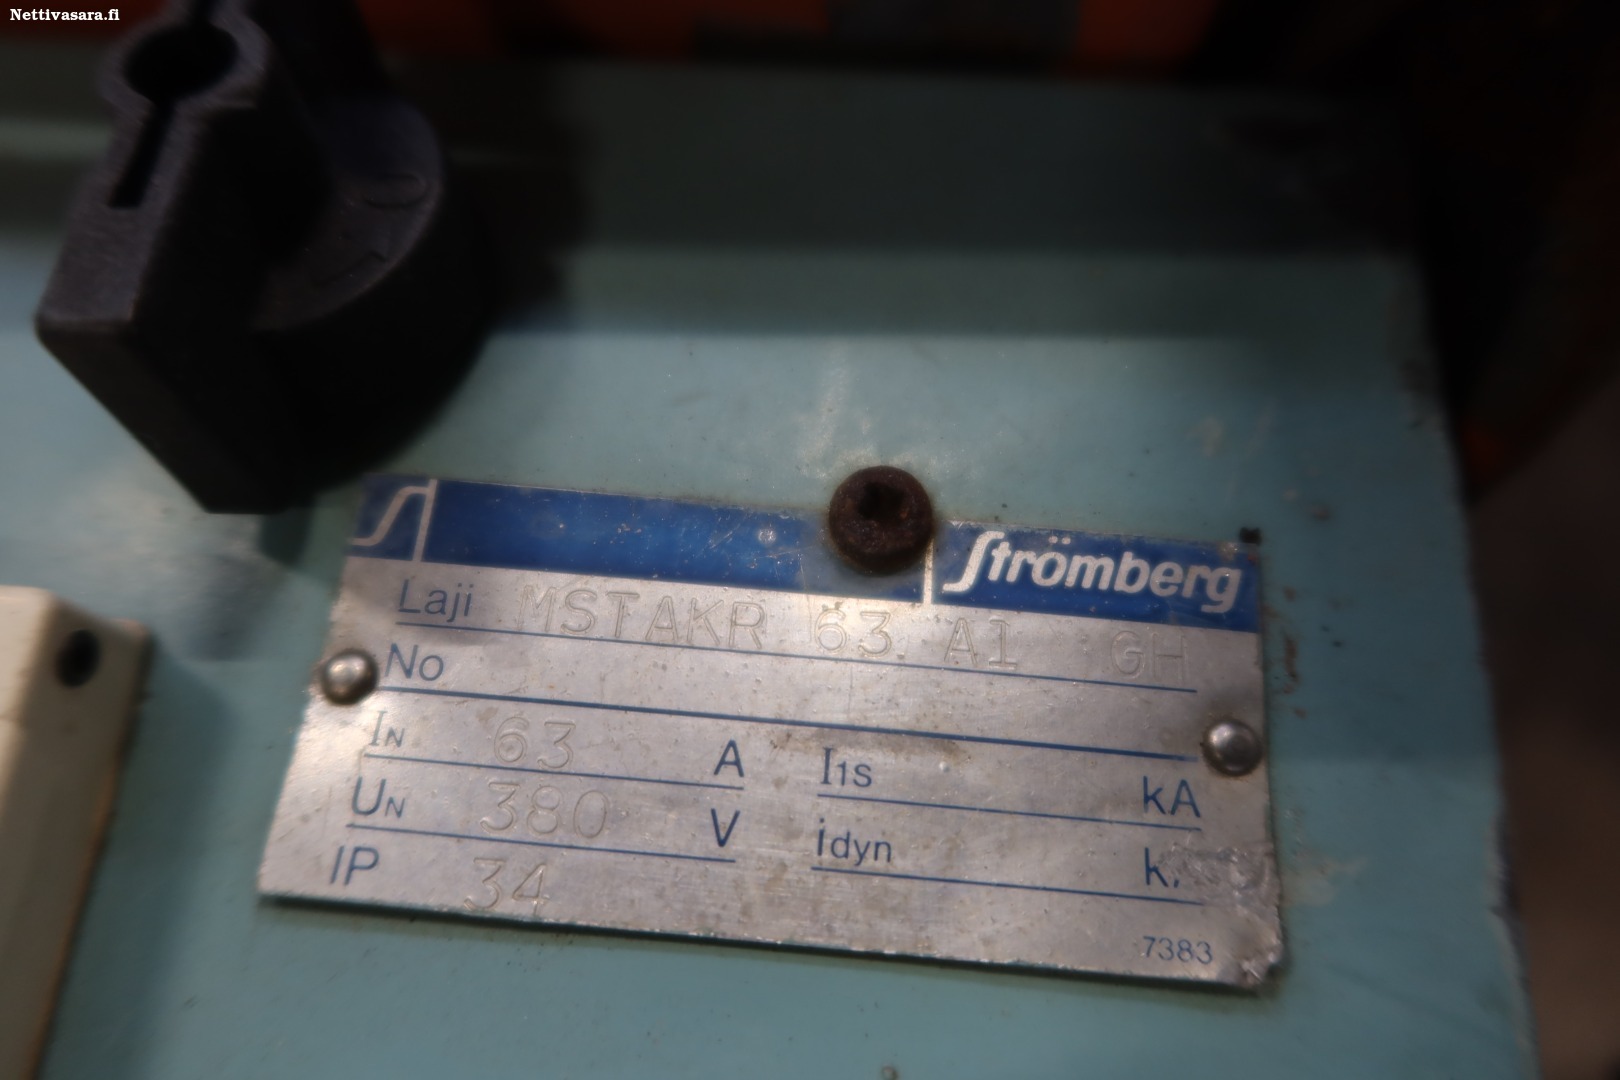 Nettivasara.fi
Strömberg
Laji MSTAKR 63 A1 GH
No
IN 63 A I1s kA
UN 380 V idyn k
IP 34
7383